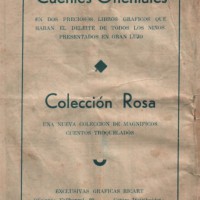 Cuentos Orientales
EN DOS PRECIOSOS LIBROS GRAFICOS QUE
HARAN EL DELEITE DE TODOS LOS NIÑOS
PRESENTADOS EN GRAN LUJO
Colección Rosa
UNA NUEVA COLECCION DE MAGNIFICOS
CUENTOS TROQUELADOS
EXCLUSIVAS GRAFICAS RICART